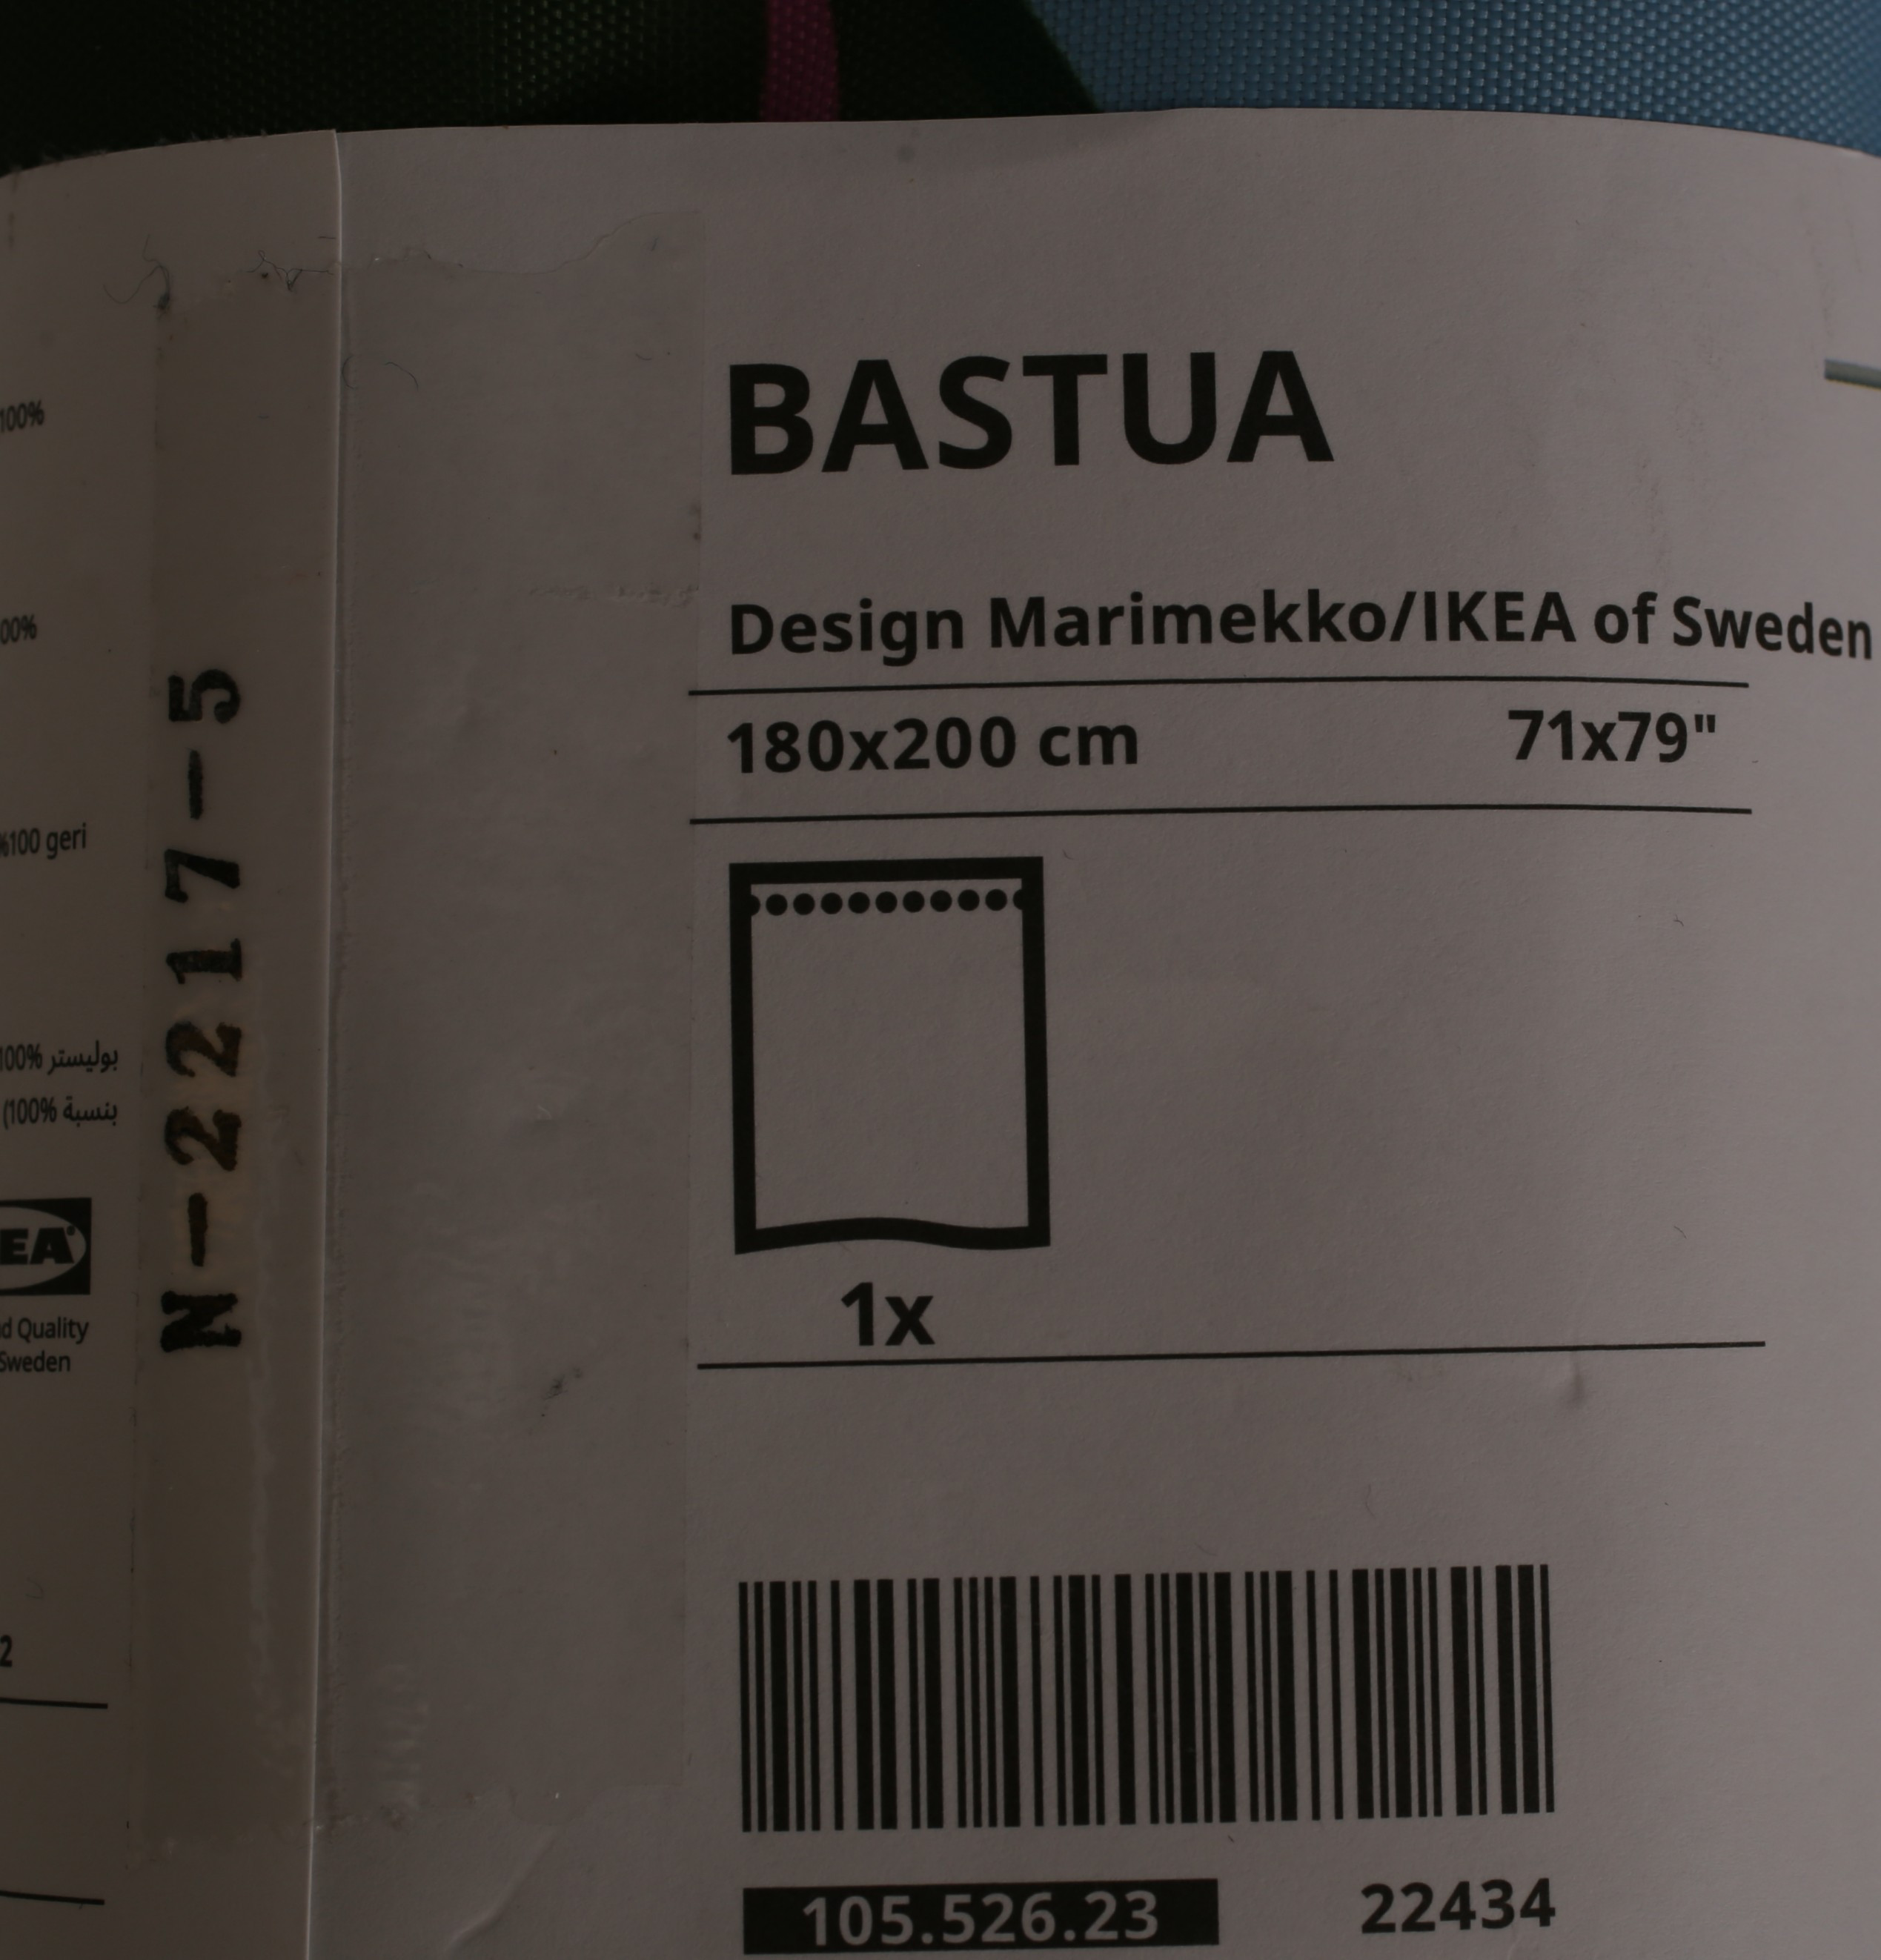 BASTUA
Design Marimekko/IKEA of Sweden
180x200 cm 71x79"
1x
105.526.23 22434
N-2217-5
100%
00%
%100 geri
بوليستر 100%
بنسبة 100%)
EA
d Quality
Sweden
2